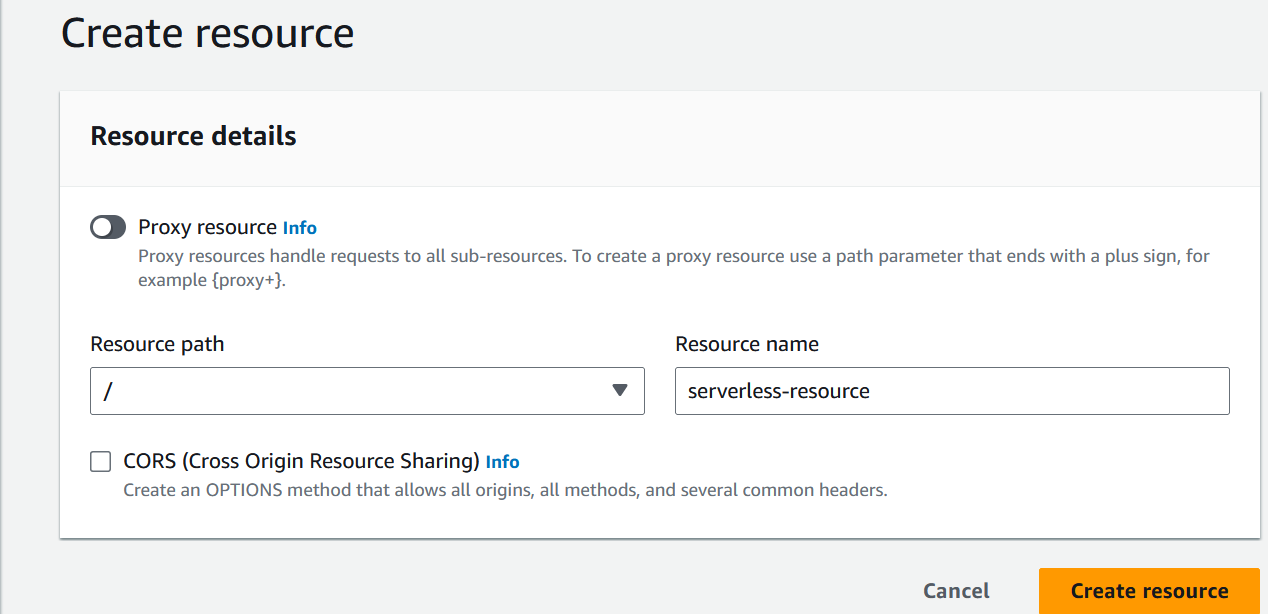 Create resource
Resource details
Proxy resource Info
Proxy resources handle requests to all sub-resources. To create a proxy resource use a path parameter that ends with a plus sign, for
example {proxy+}.
Resource path
Resource name
/
serverless-resource
CORS (Cross Origin Resource Sharing) Info
Create an OPTIONS method that allows all origins, all methods, and several common headers.
Cancel
Create resource